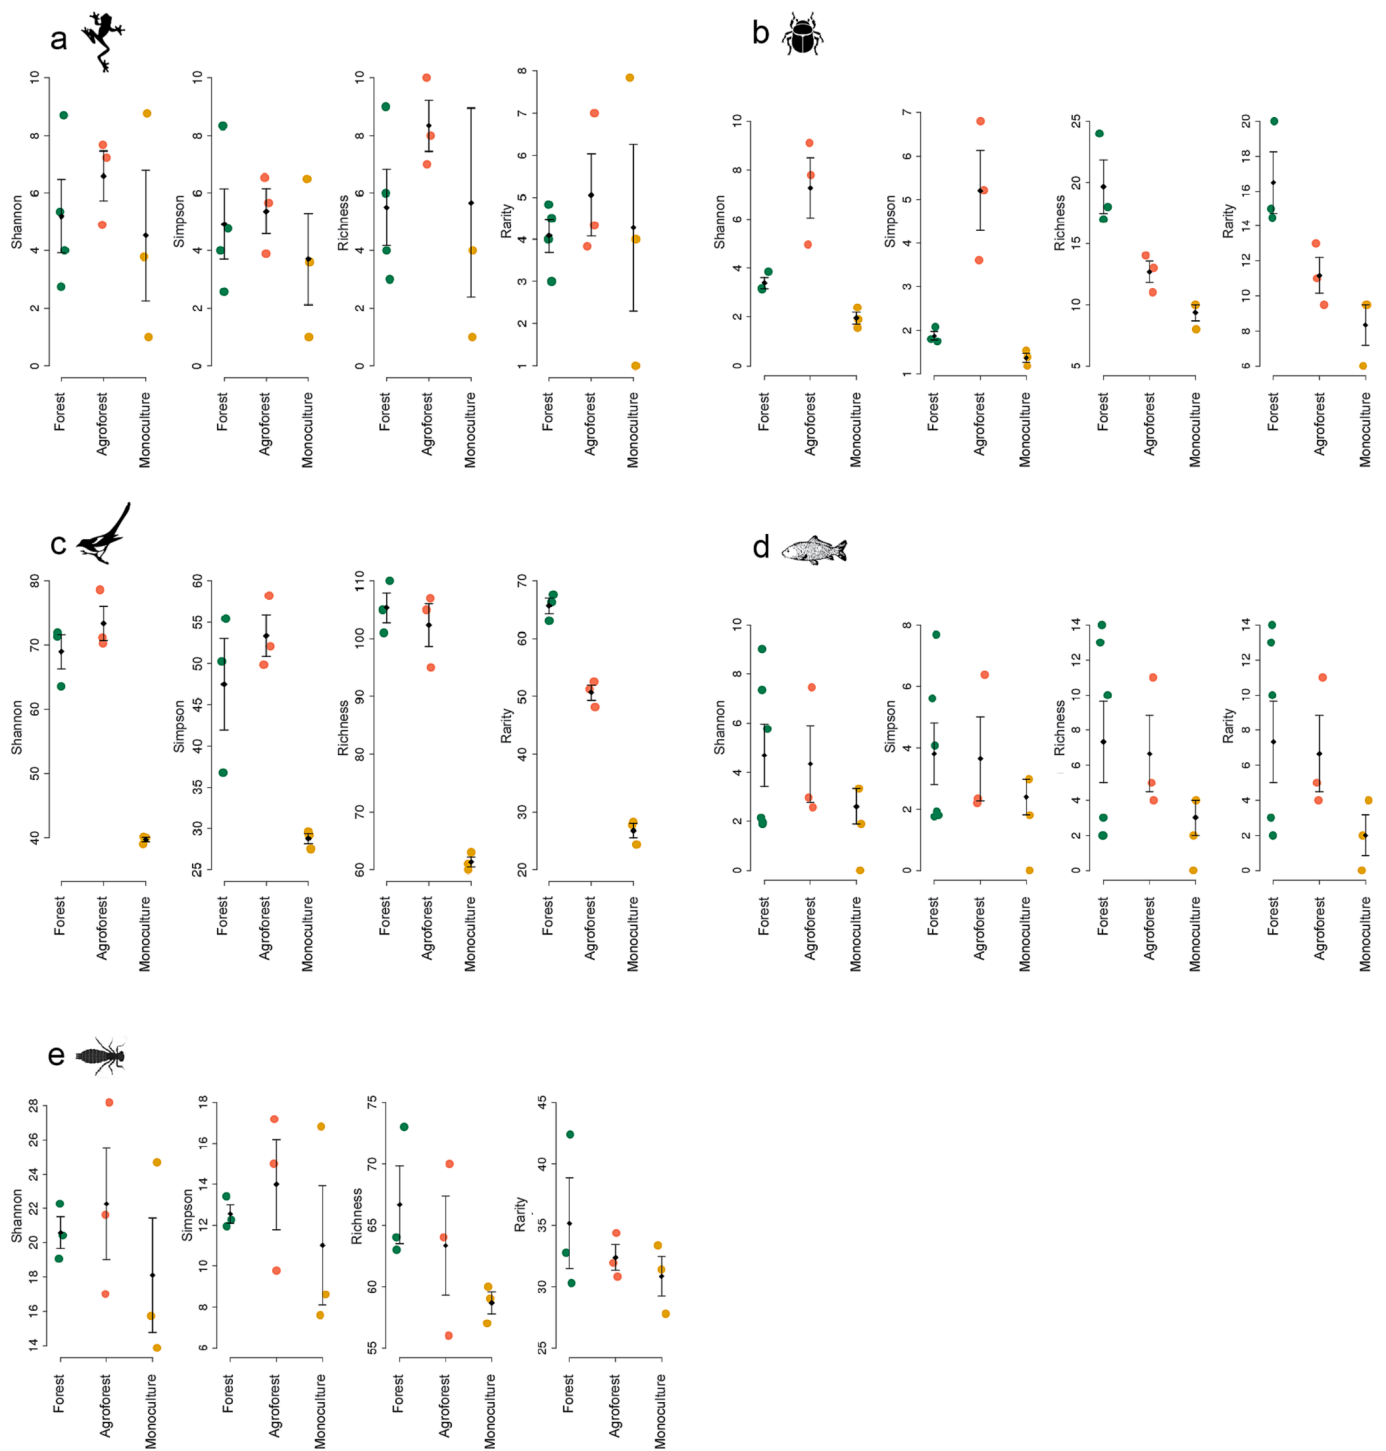 a
Shannon
0 2 4 6 8 10
Forest
Agroforest
Monoculture
Simpson
0 2 4 6 8 10
Forest
Agroforest
Monoculture
Richness
0 2 4 6 8 10
Forest
Agroforest
Monoculture
Rarity
1 2 3 4 5 6 7 8
Forest
Agroforest
Monoculture
b
Shannon
0 2 4 6 8 10
Forest
Agroforest
Monoculture
Simpson
1 2 3 4 5 6 7
Forest
Agroforest
Monoculture
Richness
5 10 15 20 25
Forest
Agroforest
Monoculture
Rarity
6 8 10 12 14 16 18 20
Forest
Agroforest
Monoculture
c
Shannon
40 50 60 70 80
Forest
Agroforest
Monoculture
Simpson
25 30 35 40 45 50 55 60
Forest
Agroforest
Monoculture
Richness
60 70 80 90 100 110
Forest
Agroforest
Monoculture
Rarity
20 30 40 50 60 70
Forest
Agroforest
Monoculture
d
Shannon
0 2 4 6 8 10
Forest
Agroforest
Monoculture
Simpson
0 2 4 6 8
Forest
Agroforest
Monoculture
Richness
0 2 4 6 8 10 12 14
Forest
Agroforest
Monoculture
Rarity
0 2 4 6 8 10 12 14
Forest
Agroforest
Monoculture
e
Shannon
14 16 18 20 22 24 26 28
Forest
Agroforest
Monoculture
Simpson
6 8 10 12 14 16 18
Forest
Agroforest
Monoculture
Richness
55 60 65 70 75
Forest
Agroforest
Monoculture
Rarity
25 30 35 40 45
Forest
Agroforest
Monoculture